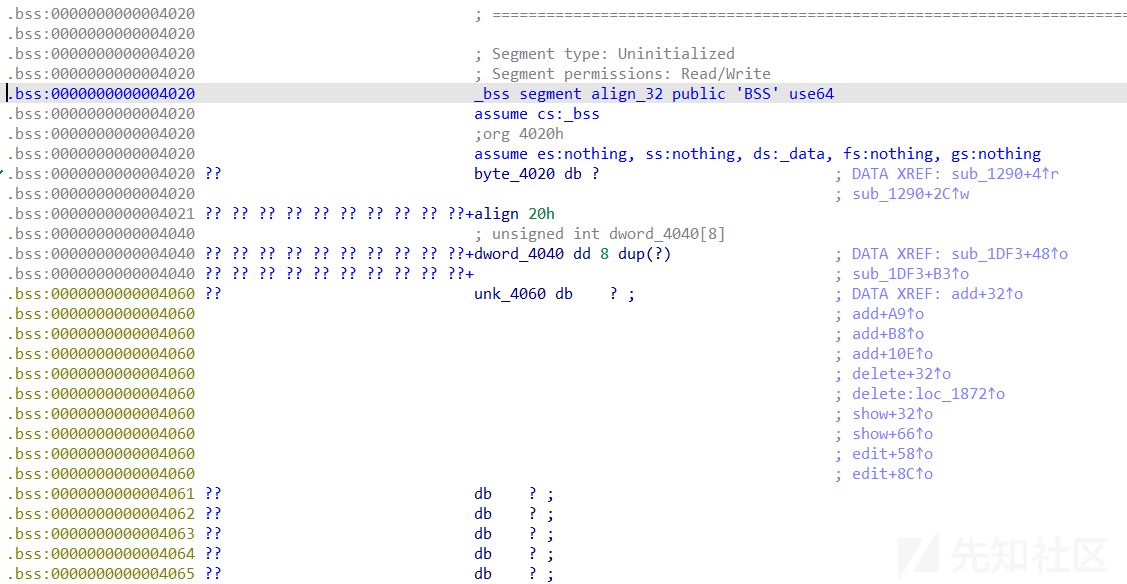 .bss:0000000000004020 ; ===========================================================================
.bss:0000000000004020
.bss:0000000000004020 ; Segment type: Uninitialized
.bss:0000000000004020 ; Segment permissions: Read/Write
.bss:0000000000004020 _bss segment align_32 public 'BSS' use64
.bss:0000000000004020 assume cs:_bss
.bss:0000000000004020 ;org 4020h
.bss:0000000000004020 assume es:nothing, ss:nothing, ds:_data, fs:nothing, gs:nothing
.bss:0000000000004020 ?? byte_4020 db ? ; DATA XREF: sub_1290+4↑r
.bss:0000000000004020 ; sub_1290+2C↑w
.bss:0000000000004021 ?? ?? ?? ?? ?? ?? ?? ?? ?? ??+align 20h
.bss:0000000000004040 ; unsigned int dword_4040[8]
.bss:0000000000004040 ?? ?? ?? ?? ?? ?? ?? ?? ?? ??+dword_4040 dd 8 dup(?) ; DATA XREF: sub_1DF3+48↑o
.bss:0000000000004040 ?? ?? ?? ?? ?? ?? ?? ?? ?? ??+ ; sub_1DF3+B3↑o
.bss:0000000000004060 ?? unk_4060 db ? ; ; DATA XREF: add+32↑o
.bss:0000000000004060 ; add+A9↑o
.bss:0000000000004060 ; add+B8↑o
.bss:0000000000004060 ; add+10E↑o
.bss:0000000000004060 ; delete+32↑o
.bss:0000000000004060 ; delete:loc_1872↑o
.bss:0000000000004060 ; show+32↑o
.bss:0000000000004060 ; show+66↑o
.bss:0000000000004060 ; edit+58↑o
.bss:0000000000004060 ; edit+8C↑o
.bss:0000000000004061 ?? db ? ;
.bss:0000000000004062 ?? db ? ;
.bss:0000000000004063 ?? db ? ;
.bss:0000000000004064 ?? db ? ;
.bss:0000000000004065 ?? db ? ;
先知社区